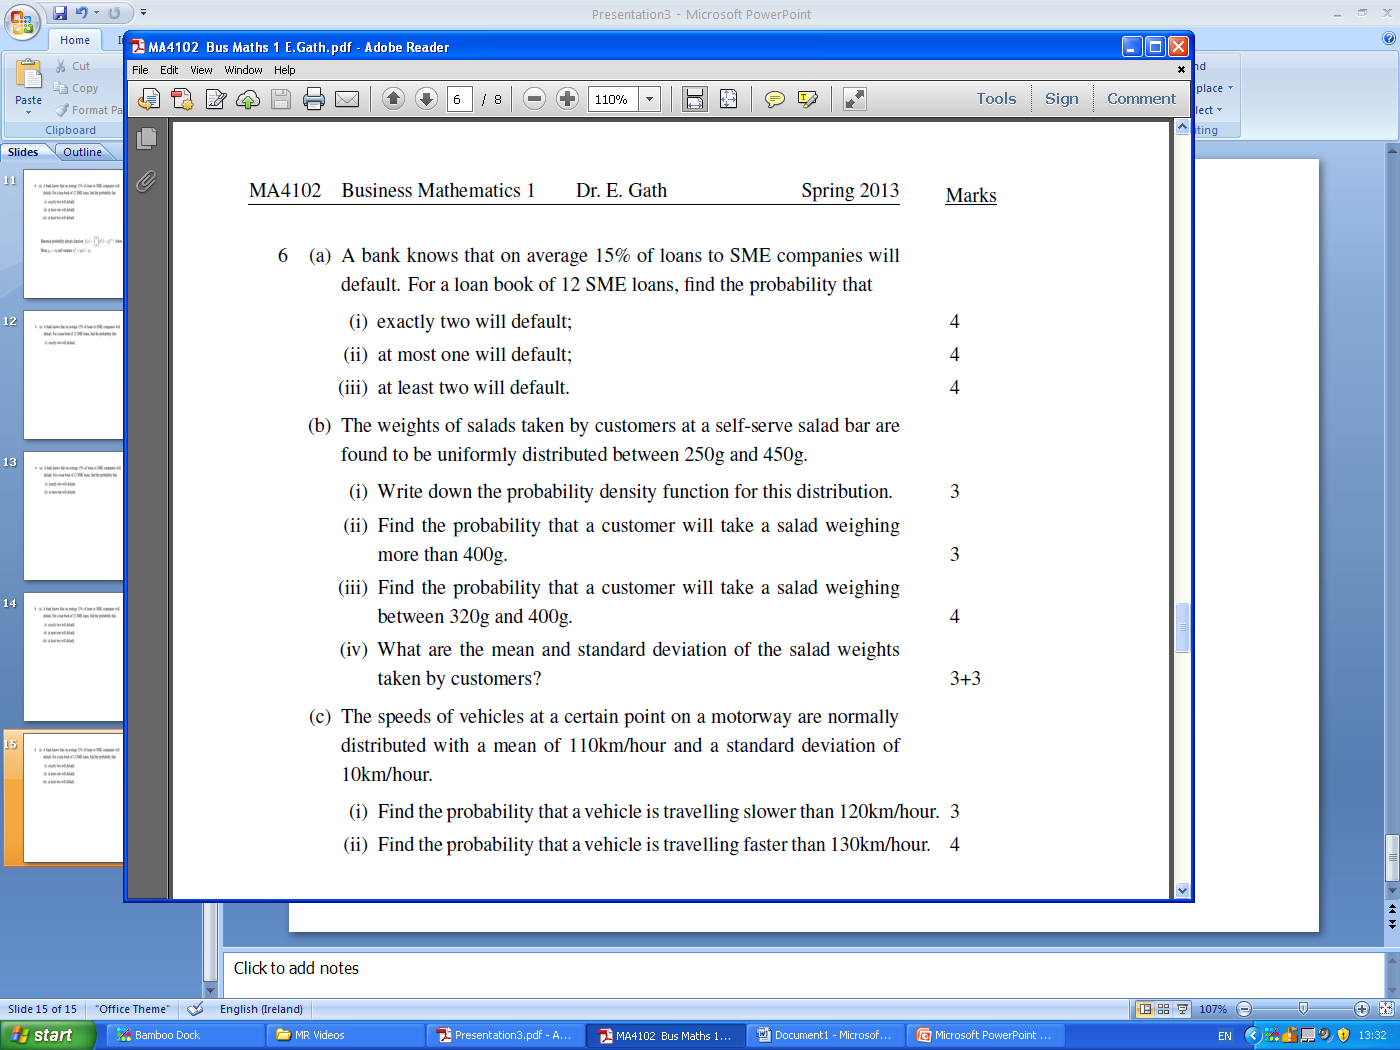 Presentation3 - Microsoft PowerPoint
Home
Cut
Copy
Format Pa
Paste
Clipboard
Slides
Outline
MA4102 Bus Maths 1 E.Gath.pdf - Adobe Reader
File Edit View Window Help
6 / 8
110%
Tools Sign Comment
MA4102 Business Mathematics 1 Dr. E. Gath Spring 2013 Marks
6 (a) A bank knows that on average 15% of loans to SME companies will
default. For a loan book of 12 SME loans, find the probability that
(i) exactly two will default; 4
(ii) at most one will default; 4
(iii) at least two will default. 4
(b) The weights of salads taken by customers at a self-serve salad bar are
found to be uniformly distributed between 250g and 450g.
(i) Write down the probability density function for this distribution. 3
(ii) Find the probability that a customer will take a salad weighing
more than 400g. 3
(iii) Find the probability that a customer will take a salad weighing
between 320g and 400g. 4
(iv) What are the mean and standard deviation of the salad weights
taken by customers? 3+3
(c) The speeds of vehicles at a certain point on a motorway are normally
distributed with a mean of 110km/hour and a standard deviation of
10km/hour.
(i) Find the probability that a vehicle is travelling slower than 120km/hour. 3
(ii) Find the probability that a vehicle is travelling faster than 130km/hour. 4
11
12
13
14
15
Click to add notes
Slide 15 of 15 "Office Theme" English (Ireland) 107%
start Bamboo Dock MR Videos Presentation3.pdf - A... MA4102 Bus Maths 1... Document1 - Microsof... Microsoft PowerPoint ... EN 13:32